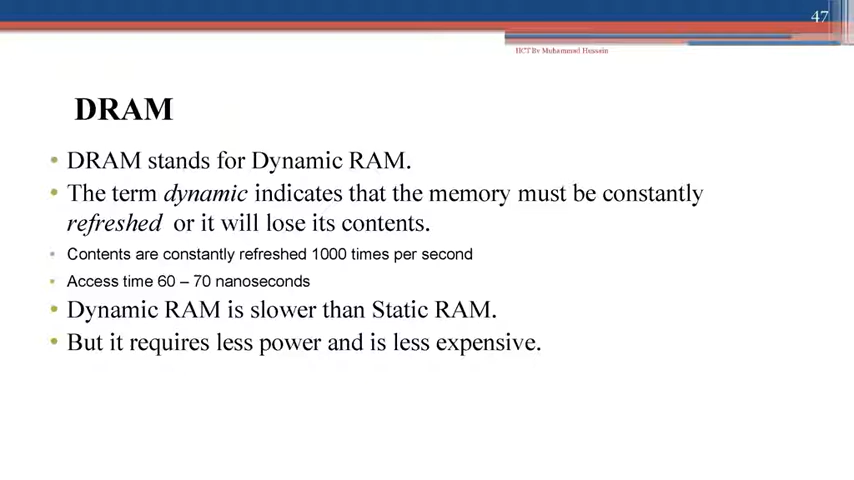 47
HCT By Muhammad Hussain
DRAM
• DRAM stands for Dynamic RAM.
• The term dynamic indicates that the memory must be constantly
refreshed or it will lose its contents.
• Contents are constantly refreshed 1000 times per second
• Access time 60 – 70 nanoseconds
• Dynamic RAM is slower than Static RAM.
• But it requires less power and is less expensive.